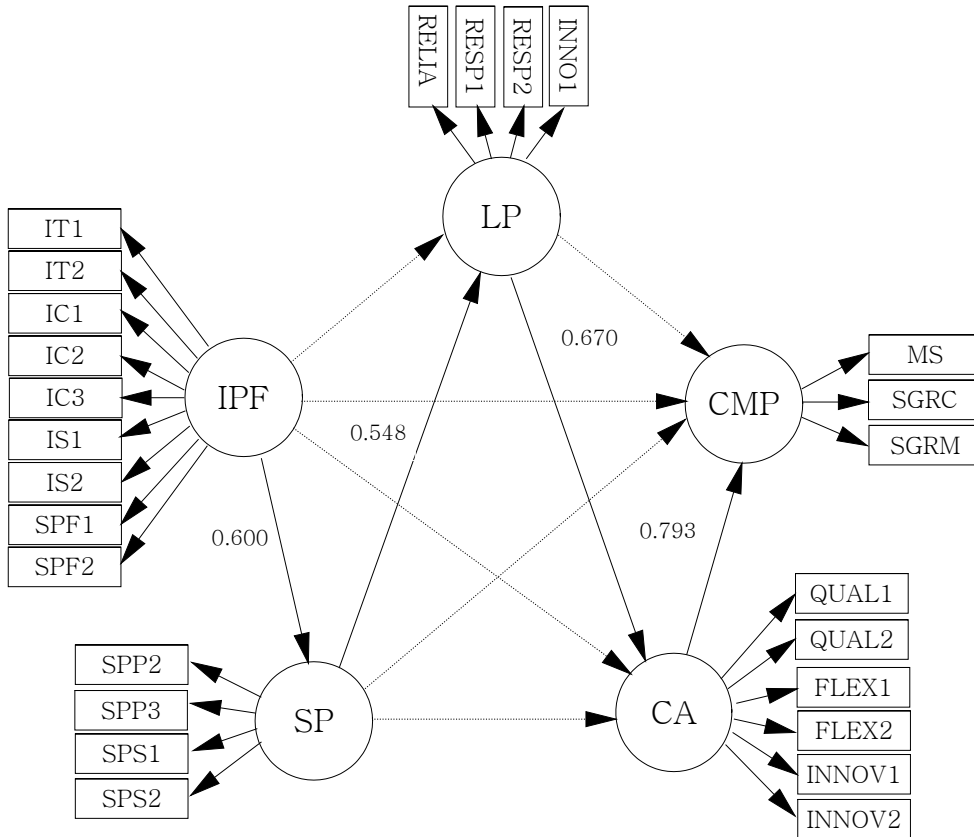 RELIA
RESP1
RESP2
INNO1
LP
IT1
IT2
IC1
IC2
IC3
IS1
IS2
SPF1
SPF2
IPF
0.670
CMP
MS
SGRC
SGRM
0.548
0.600
0.793
SPP2
SPP3
SPS1
SPS2
SP
CA
QUAL1
QUAL2
FLEX1
FLEX2
INNOV1
INNOV2